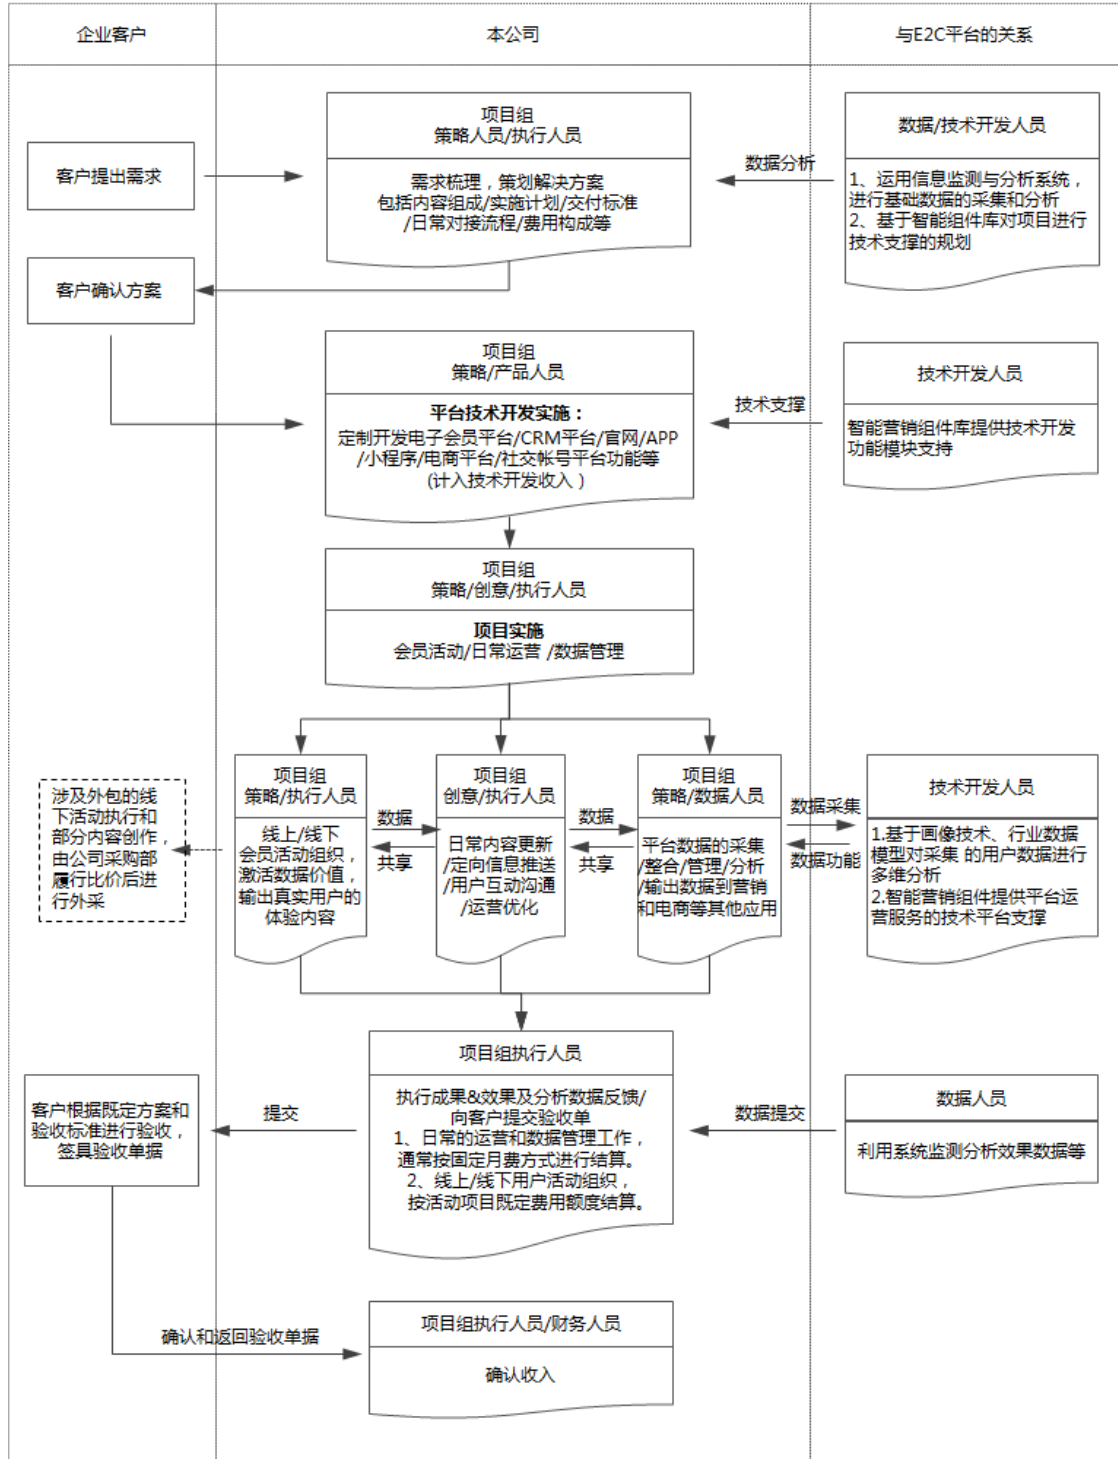 企业客户
本公司
与E2C平台的关系
项目组
策略人员/执行人员
需求梳理，策划解决方案
包括内容组成/实施计划/交付标准
/日常对接流程/费用构成等
客户提出需求
数据分析
数据/技术开发人员
1、运用信息监测与分析系统，
进行基础数据的采集和分析
2、基于智能组件库对项目进行
技术支撑的规划
客户确认方案
项目组
策略/产品人员
平台技术开发实施：
定制开发电子会员平台/CRM平台/官网/APP
/小程序/电商平台/社交帐号平台功能等
(计入技术开发收入）
技术支撑
技术开发人员
智能营销组件库提供技术开发
功能模块支持
项目组
策略/创意/执行人员
项目实施
会员活动/日常运营 /数据管理
涉及外包的线
下活动执行和
部分内容创作，
由公司采购部
履行比价后进
行外采
项目组
策略/执行人员
线上/线下
会员活动组织，
激活数据价值，
输出真实用户的
体验内容
数据
共享
项目组
创意/执行人员
日常内容更新
/定向信息推送
/用户互动沟通
/运营优化
数据
共享
项目组
策略/数据人员
平台数据的采集
/整合/管理/分析
/输出数据到营销
和电商等其他应用
数据采集
数据功能
技术开发人员
1.基于画像技术、行业数据
模型对采集 的用户数据进行
多维分析
2.智能营销组件提供平台运
营服务的技术平台支撑
客户根据既定方案和
验收标准进行验收，
签具验收单据
提交
项目组执行人员
执行成果&效果及分析数据反馈/
向客户提交验收单
1、日常的运营和数据管理工作，
通常按固定月费方式进行结算。
2、线上/线下用户活动组织，
按活动项目既定费用额度结算。
数据提交
数据人员
利用系统监测分析效果数据等
确认和返回验收单据
项目组执行人员/财务人员
确认收入